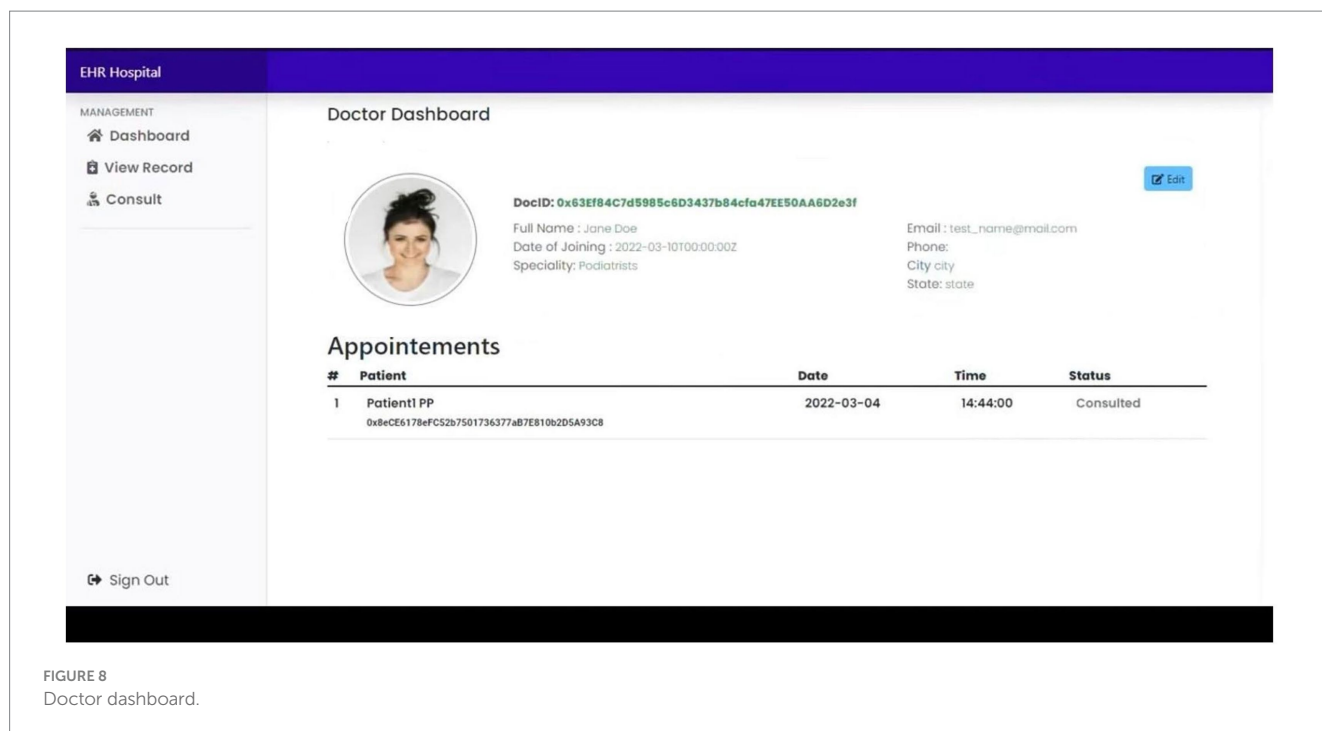 EHR Hospital
MANAGEMENT
Dashboard
View Record
Consult
Sign Out
Doctor Dashboard
Edit
DocID: 0x63Ef84C7d5985c6D3437b84cfa47EE50AA6D2e3f
Full Name : Jane Doe
Date of Joining : 2022-03-10T00:00:00Z
Speciality: Podiatrists
Email : test_name@mail.com
Phone:
City city
State: state
Appointements
# Patient Date Time Status
1 Patient1 PP 2022-03-04 14:44:00 Consulted
0x8eCE6178eFC52b7501736377aB7E810b2D5A93C8
FIGURE 8
Doctor dashboard.